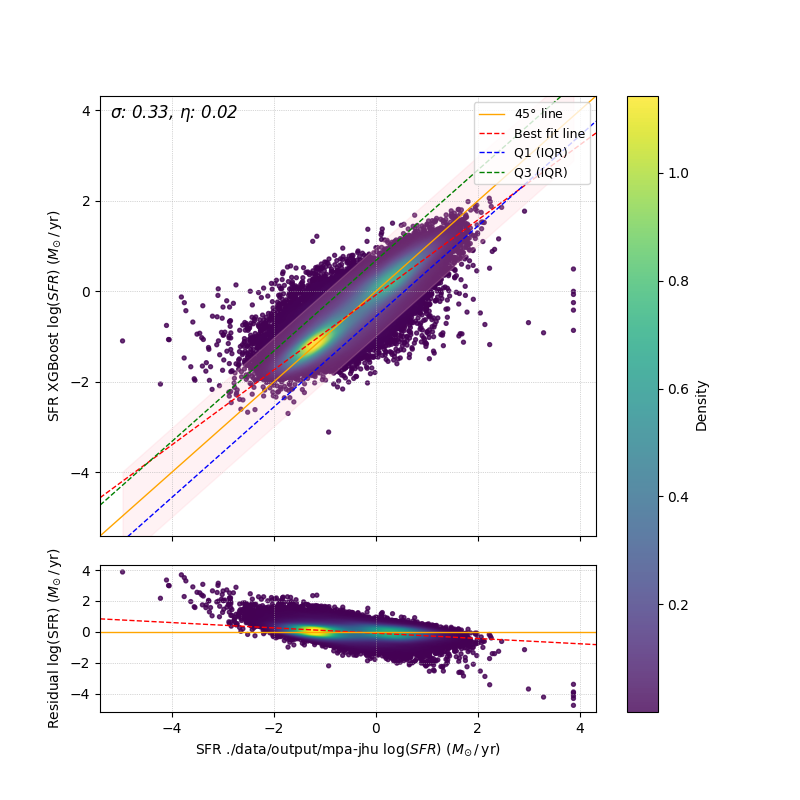 σ: 0.33, η: 0.02
45° line
Best fit line
Q1 (IQR)
Q3 (IQR)
4
2
0
−2
−4
SFR XGBoost log(SFR) (M⊙/yr)
1.0
0.8
0.6
0.4
0.2
Density
4
2
0
−2
−4
Residual log(SFR) (M⊙/yr)
−4
−2
0
2
4
SFR ./data/output/mpa-jhu log(SFR) (M⊙/yr)